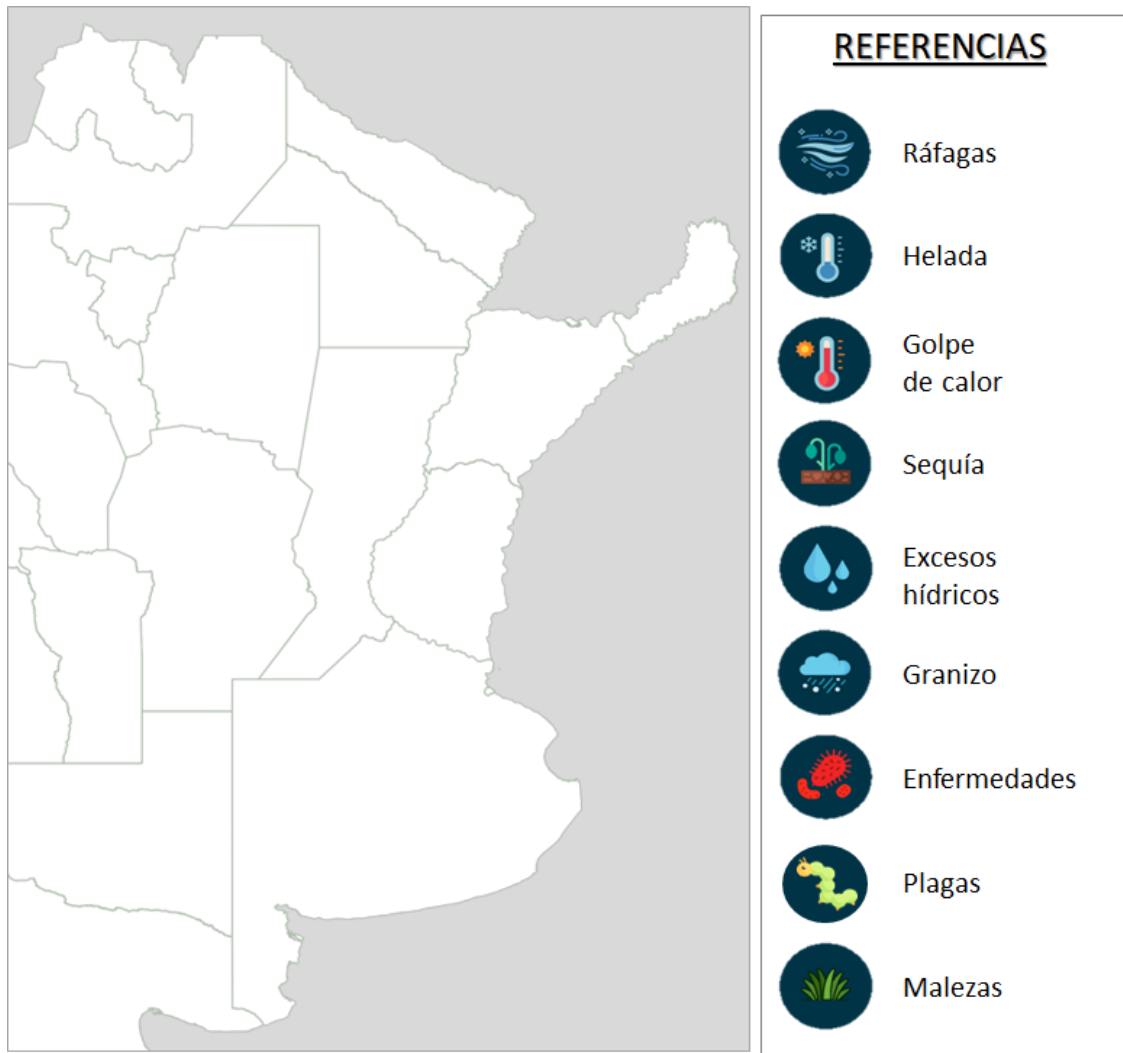 REFERENCIAS
Ráfagas
Helada
Golpe
de calor
Sequía
Excesos
hídricos
Granizo
Enfermedades
Plagas
Malezas